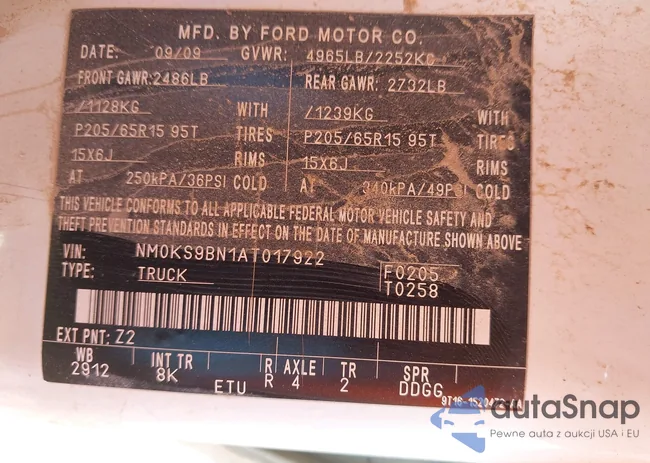 MFD. BY FORD MOTOR CO.
DATE: 09/09 GVWR: 4965LB/2252KG
FRONT GAWR: 2486LB REAR GAWR: 2732LB
/1128KG WITH /1239KG WITH
P205/65R15 95T TIRES P205/65R15 95T TIRES
15X6J RIMS 15X6J RIMS
AT 250kPA/36PSI COLD AT 340kPA/49PSI COLD
THIS VEHICLE CONFORMS TO ALL APPLICABLE FEDERAL MOTOR VEHICLE SAFETY AND
THEFT PREVENTION STANDARDS IN EFFECT ON THE DATE OF MANUFACTURE SHOWN ABOVE
VIN: NM0KS9BN1AT017922 F0205
TYPE: TRUCK T0258
EXT PNT: Z2
WB INT TR R AXLE TR SPR
2912 8K R 4 2 DDGG
ETU
autaSnap
Pewne auta z aukcji USA i EU